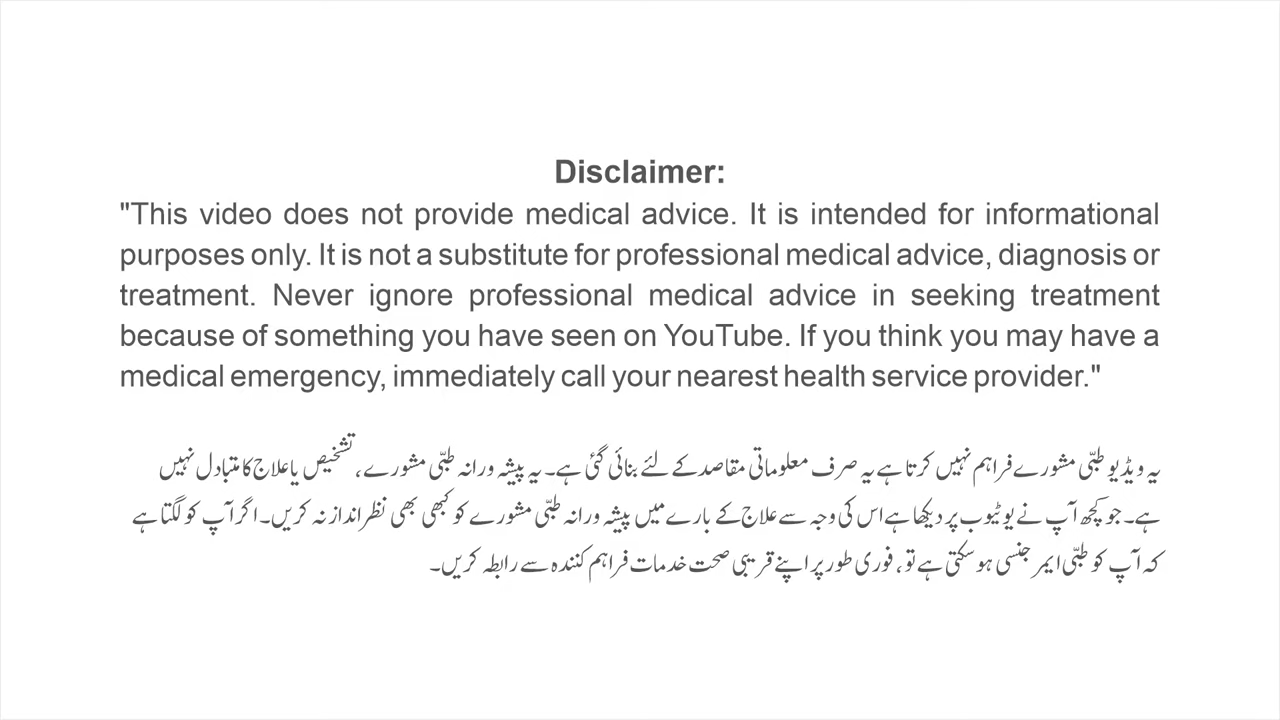 Disclaimer:
"This video does not provide medical advice. It is intended for informational
purposes only. It is not a substitute for professional medical advice, diagnosis or
treatment. Never ignore professional medical advice in seeking treatment
because of something you have seen on YouTube. If you think you may have a
medical emergency, immediately call your nearest health service provider."
یہ ویڈیو طبّی مشورے فراہم نہیں کرتا ہے یہ صرف معلوماتی مقاصد کے لئے بنائی گئی ہے۔ یہ پیشہ ورانہ طبّی مشورے، تشخیص یا علاج کا متبادل نہیں
ہے۔ جو کچھ آپ نے یوٹیوب پر دیکھا ہے اس کی وجہ سے علاج کے بارے میں پیشہ ورانہ طبّی مشورے کو کبھی بھی نظر انداز نہ کریں۔ اگر آپ کو لگتا ہے
کہ آپ کو طبّی ایمر جنسی ہو سکتی ہے تو، فوری طور پر اپنے قریبی صحت خدمات فراہم کنندہ سے رابطہ کریں۔